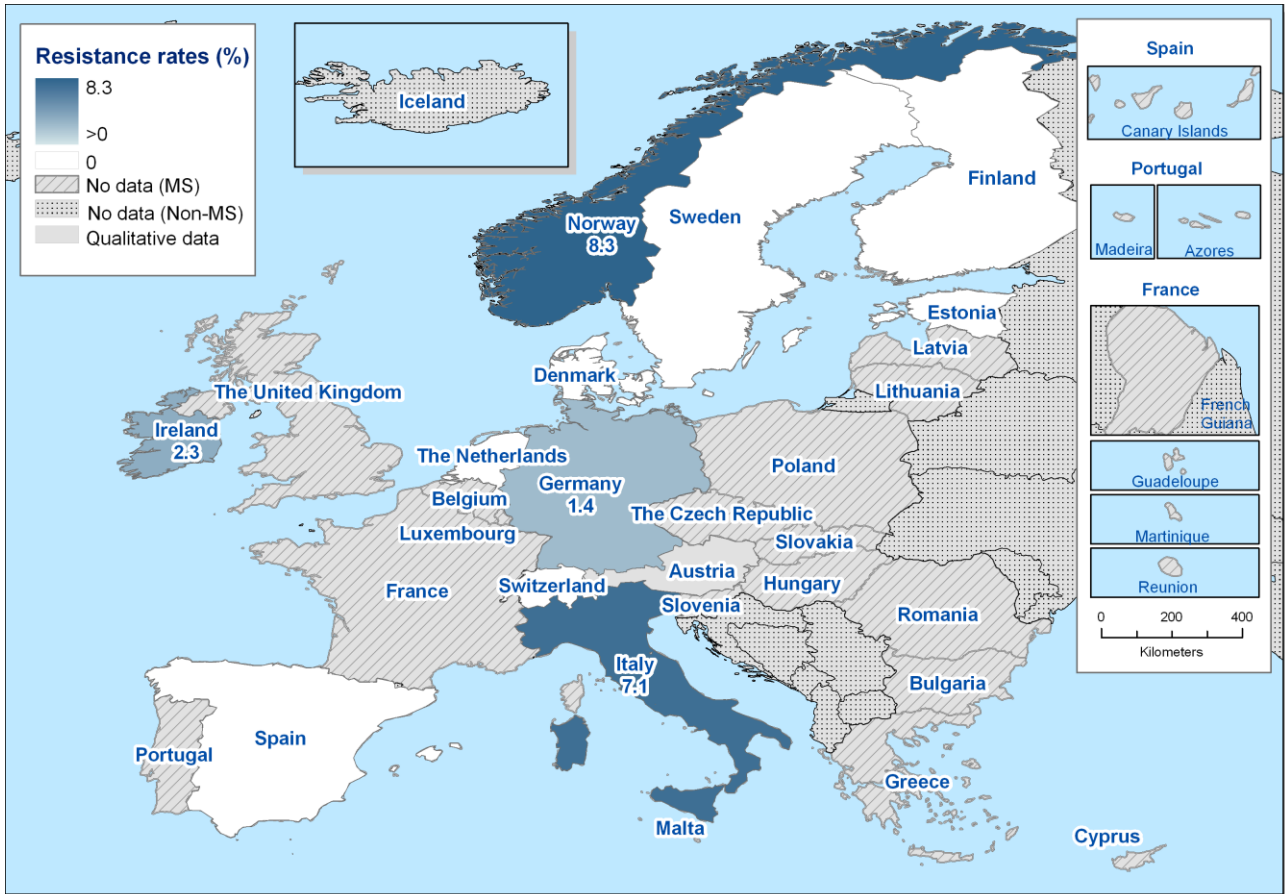 Resistance rates (%)
8.3
>0
0
No data (MS)
No data (Non-MS)
Qualitative data
Iceland
Norway
8.3
Sweden
Finland
Estonia
Latvia
Lithuania
Denmark
The United Kingdom
Ireland
2.3
The Netherlands
Germany
1.4
Poland
Belgium
The Czech Republic
Luxembourg
Slovakia
Austria
France
Switzerland
Hungary
Slovenia
Romania
Italy
7.1
Bulgaria
Spain
Portugal
Greece
Malta
Cyprus
Spain
Canary Islands
Portugal
Madeira
Azores
France
French
Guiana
Guadeloupe
Martinique
Reunion
0 200 400
Kilometers